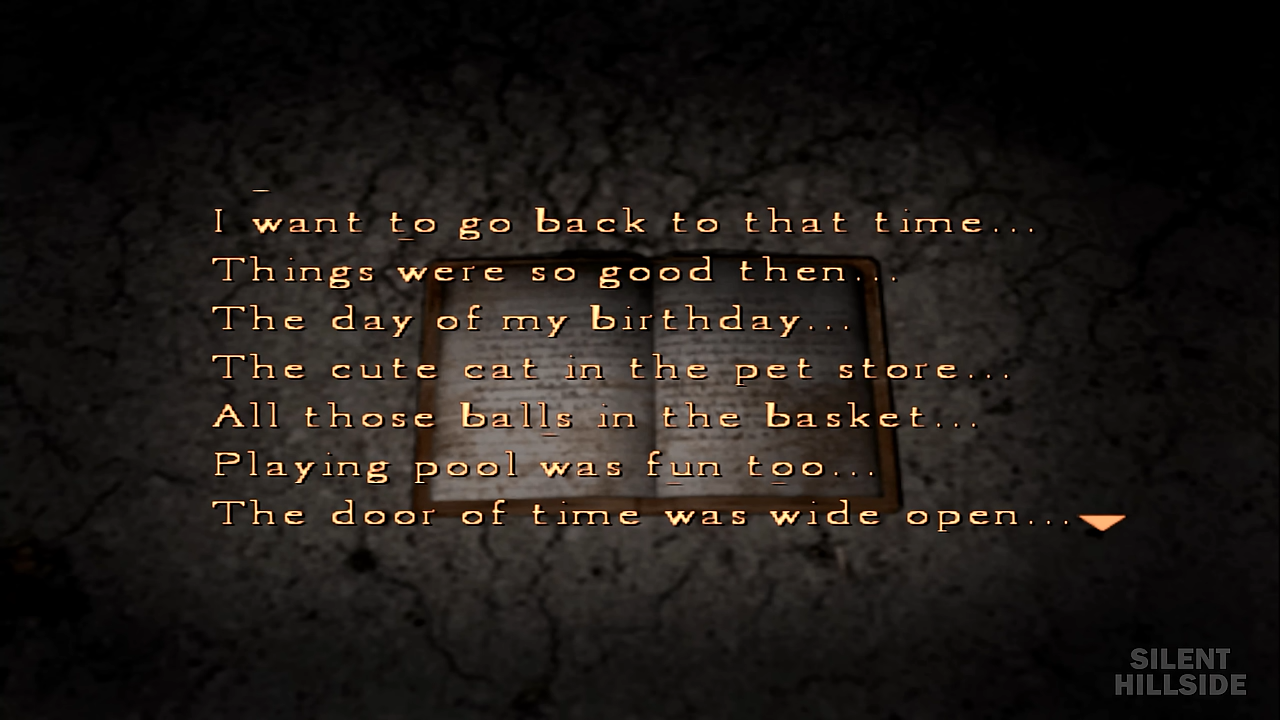 I want to go back to that time...
Things were so good then...
The day of my birthday...
The cute cat in the pet store...
All those balls in the basket...
Playing pool was fun too...
The door of time was wide open...
SILENT
HILLSIDE